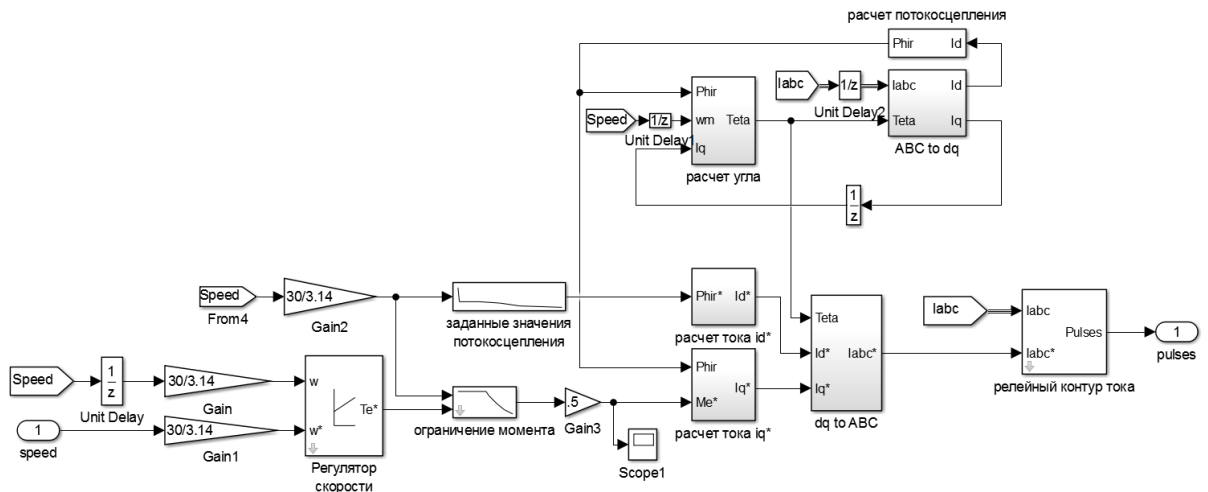 расчет потокосцепления
Phir Id
Iabc
1/z
Unit Delay2
Iabc Id
Teta Iq
ABC to dq
Speed
1/z
Unit Delay1
Phir
wm Teta
Iq
расчет угла
1
z
Speed
From4
30/3.14
Gain2
заданные значения
потокосцепления
Phir* Id*
расчет тока id*
Phir
Me* Iq*
расчет тока iq*
Teta
Id* Iabc*
Iq*
dq to ABC
Iabc
Iabc
Pulses
Iabc*
релейный контур тока
1
pulses
Speed
1
z
Unit Delay
30/3.14
Gain
1
speed
30/3.14
Gain1
w
Te*
w*
Регулятор
скорости
ограничение момента
.5
Gain3
Scope1